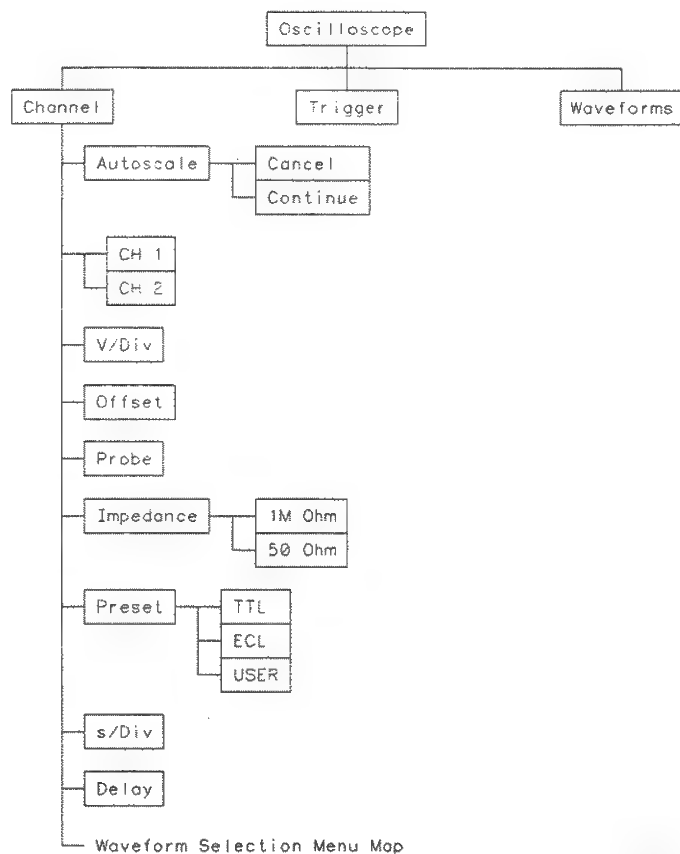 Oscilloscope
Channel Trigger Waveforms
Autoscale Cancel
Continue
CH 1
CH 2
V/Div
Offset
Probe
Impedance 1M Ohm
50 Ohm
Preset TTL
ECL
USER
s/Div
Delay
Waveform Selection Menu Map